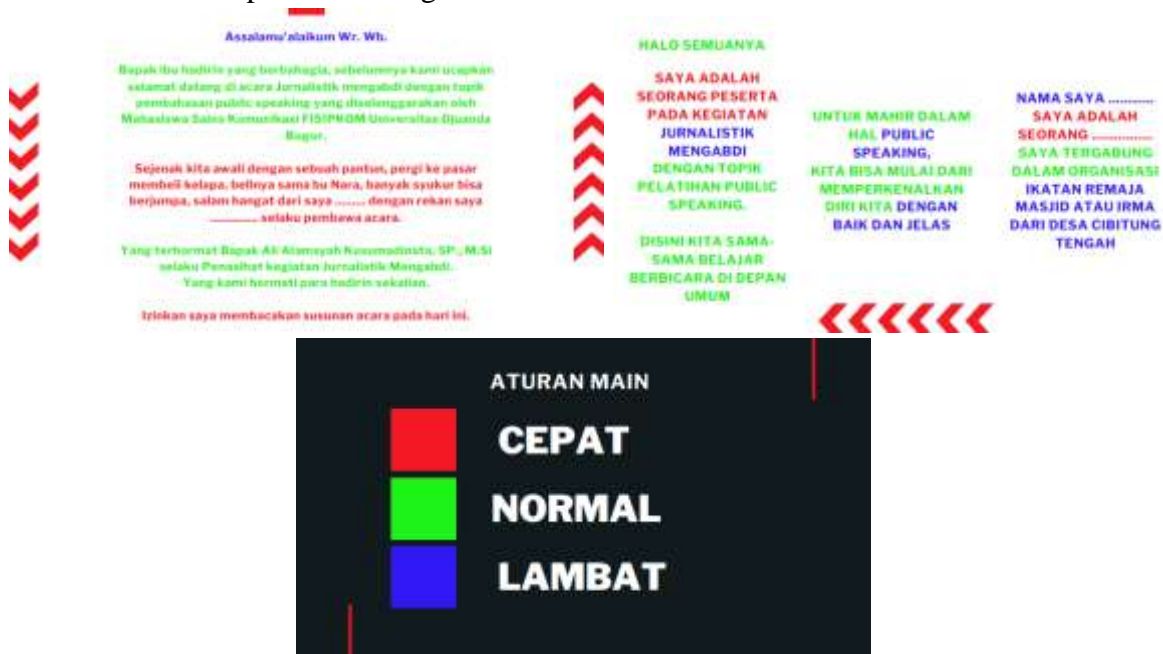 Assalamu'alaikum Wr. Wb.
Bapak ibu hadirin yang berbahagia, sebelumnya kami ucapkan
selamat datang di acara Jurnalistik mengabdi dengan topik
pembahasan public speaking yang diselenggarakan oleh
Mahasiswa Sains Komunikasi FISIPKOM Universitas Djuanda
Bogor.
Sejenak kita awali dengan sebuah pantun, pergi ke pasar
membeli kelapa, belinya sama bu Nara, banyak syukur bisa
berjumpa, salam hangat dari saya ........ dengan rekan saya
............. selaku pembawa acara.
Yang terhormat Bapak Ali Alamsyah Kusumadinata, SP., M.SI
selaku Penasihat kegiatan Jurnalistik Mengabdi.
Yang kami hormati para hadirin sekalian.
Izinkan saya membacakan susunan acara pada hari ini.
HALO SEMUANYA
SAYA ADALAH
SEORANG PESERTA
PADA KEGIATAN
JURNALISTIK
MENGABDI
DENGAN TOPIK
PELATIHAN PUBLIC
SPEAKING.
DISINI KITA SAMA-
SAMA BELAJAR
BERBICARA DI DEPAN
UMUM
UNTUK MAHIR DALAM
HAL PUBLIC
SPEAKING,
KITA BISA MULAI DARI
MEMPERKENALKAN
DIRI KITA DENGAN
BAIK DAN JELAS
NAMA SAYA ...........
SAYA ADALAH
SEORANG ..............
SAYA TERGABUNG
DALAM ORGANISASI
IKATAN REMAJA
MASJID ATAU IRMA
DARI DESA CIBITUNG
TENGAH
ATURAN MAIN
CEPAT
NORMAL
LAMBAT